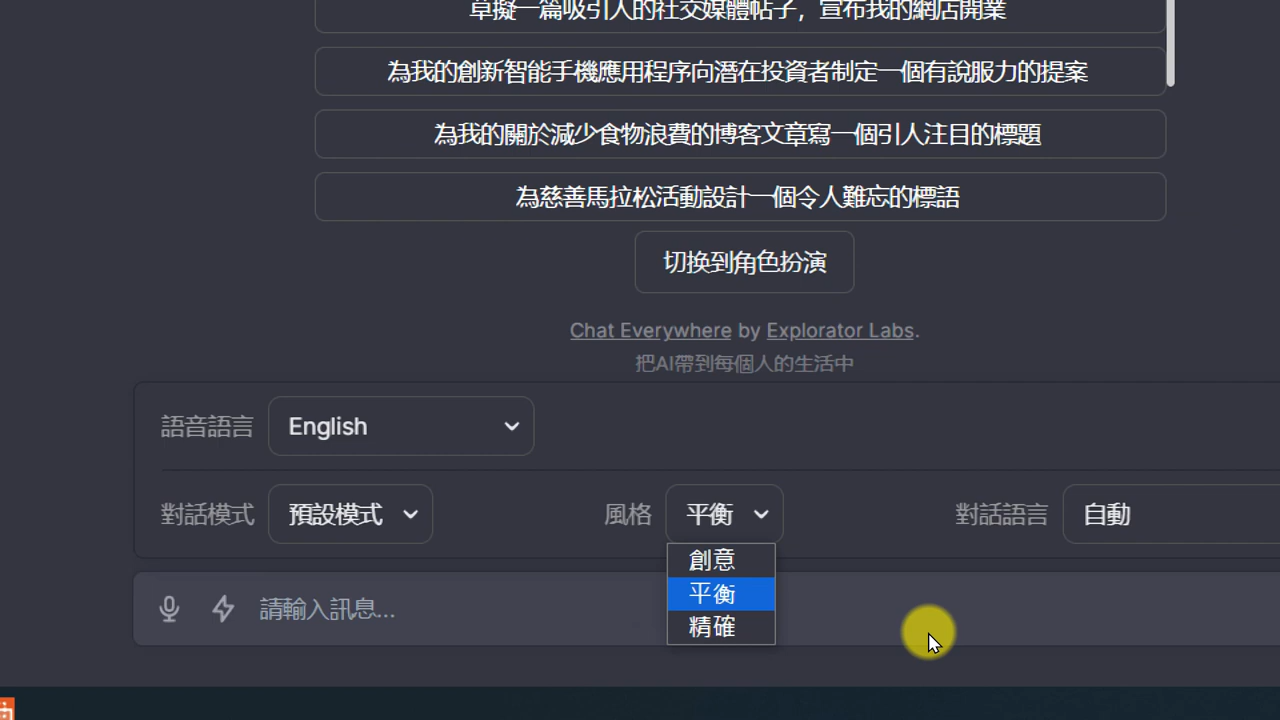 草擬一篇吸引人的社交媒體帖子，宣布我的網店開業
為我的創新智能手機應用程序向潛在投資者制定一個有說服力的提案
為我的關於減少食物浪費的博客文章寫一個引人注目的標題
為慈善馬拉松活動設計一個令人難忘的標語
切换到角色扮演
Chat Everywhere by Explorator Labs.
把AI帶到每個人的生活中
語音語言 English
對話模式 預設模式 風格 平衡 對話語言 自動
創意
平衡
精確
請輸入訊息...